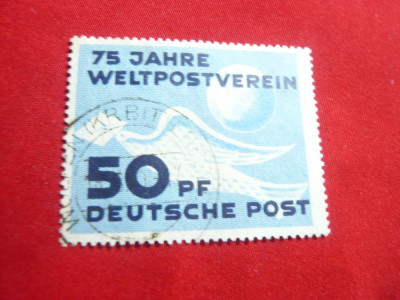 75 JAHRE
WELTPOSTVEREIN
50 PF
DEUTSCHE POST